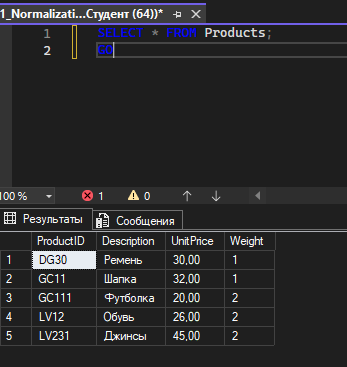 1_Normalizati...Студент (64))*
1 SELECT * FROM Products;
2 GO
100 % 1 0
Результаты Сообщения
ProductID Description UnitPrice Weight
1 DG30 Ремень 30,00 1
2 GC11 Шапка 32,00 1
3 GC111 Футболка 20,00 2
4 LV12 Обувь 26,00 2
5 LV231 Джинсы 45,00 2